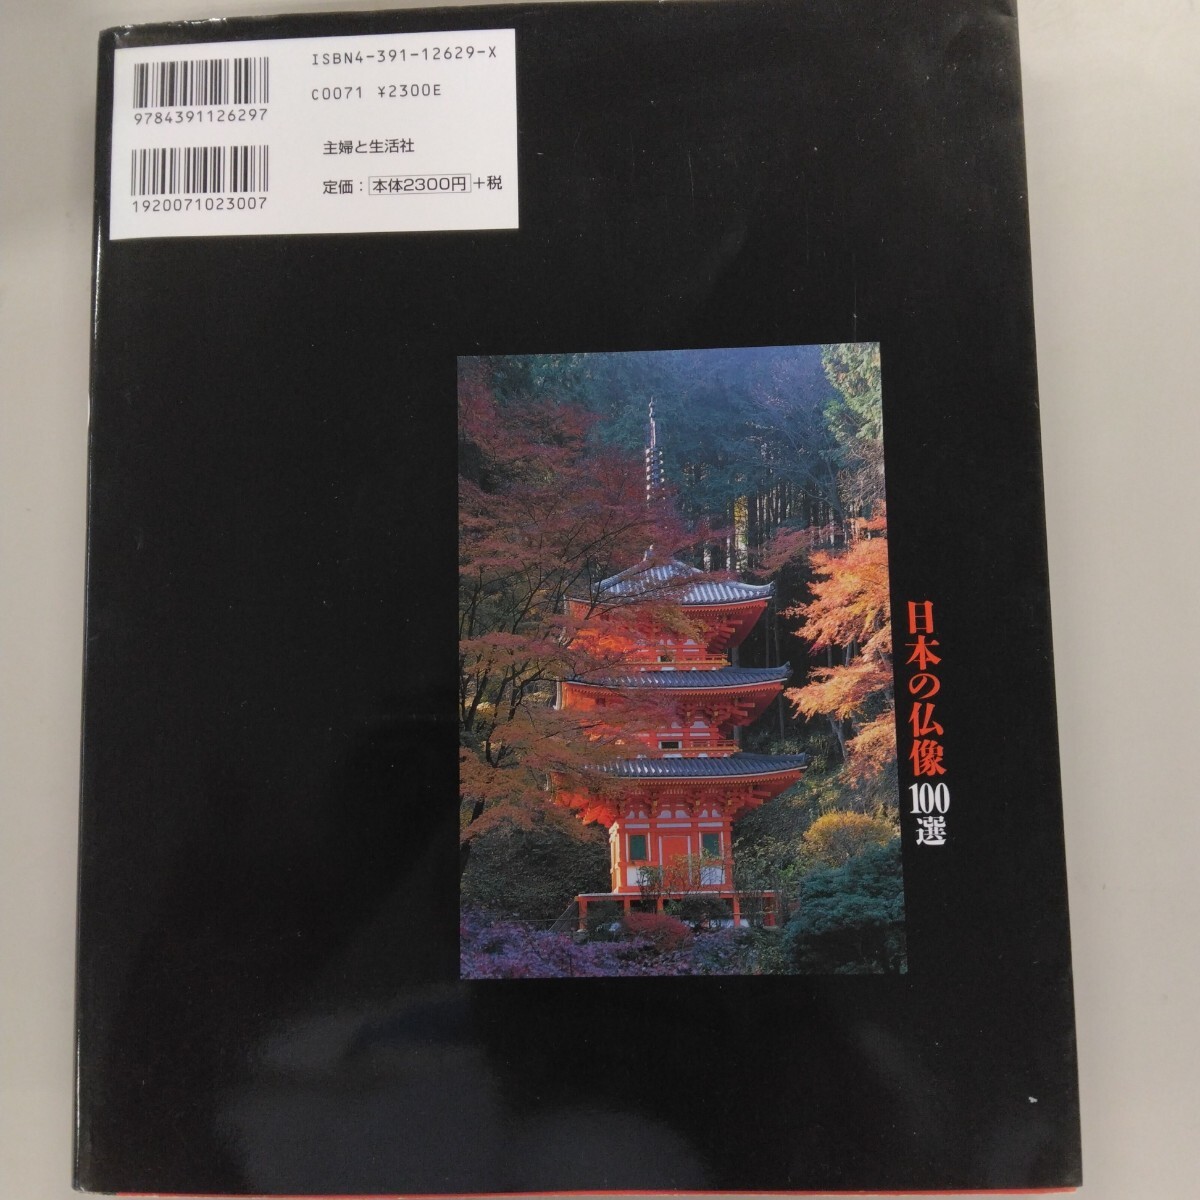 ISBN4-391-12629-X
9784391126297
C0071 ¥2300E
主婦と生活社
1920071023007
定価：本体2300円+税
日本の仏像100選